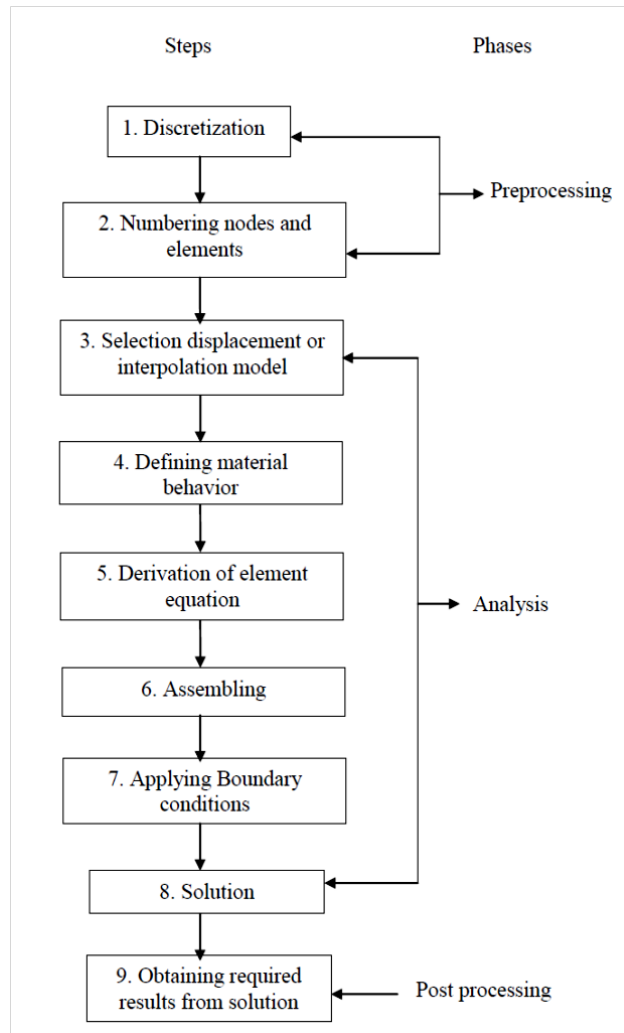 Steps
Phases
1. Discretization
Preprocessing
2. Numbering nodes and
elements
3. Selection displacement or
interpolation model
4. Defining material
behavior
5. Derivation of element
equation
Analysis
6. Assembling
7. Applying Boundary
conditions
8. Solution
9. Obtaining required
results from solution
Post processing